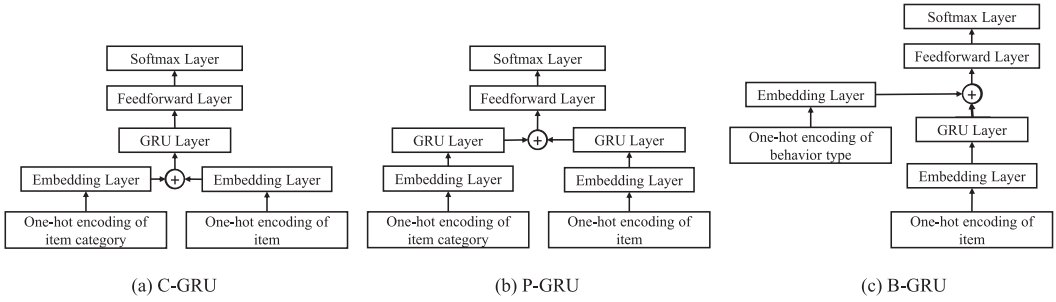 Softmax Layer
Feedforward Layer
GRU Layer
Embedding Layer
+
Embedding Layer
One-hot encoding of
item category
One-hot encoding of
item
(a) C-GRU
Softmax Layer
Feedforward Layer
GRU Layer
+
GRU Layer
Embedding Layer
Embedding Layer
One-hot encoding of
item category
One-hot encoding of
item
(b) P-GRU
Softmax Layer
Feedforward Layer
Embedding Layer
+
One-hot encoding of
behavior type
GRU Layer
Embedding Layer
One-hot encoding of
item
(c) B-GRU